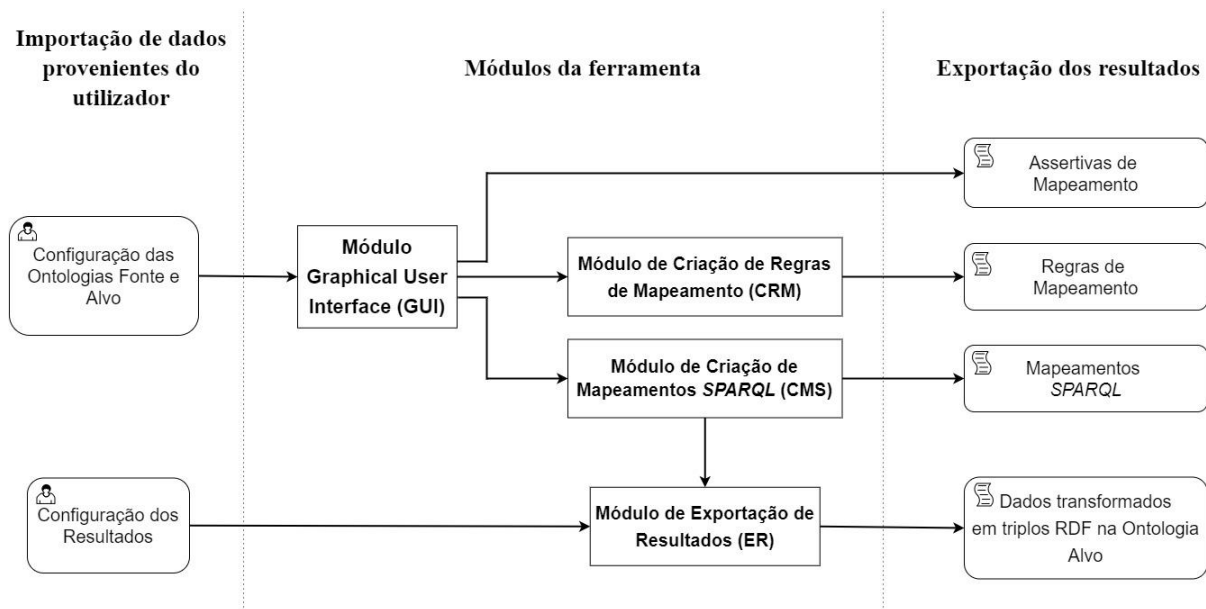 Importação de dados
provenientes do
utilizador
Módulos da ferramenta
Exportação dos resultados
Assertivas de
Mapeamento
Configuração das
Ontologias Fonte e
Alvo
Módulo
Graphical User
Interface (GUI)
Módulo de Criação de Regras
de Mapeamento (CRM)
Regras de
Mapeamento
Módulo de Criação de
Mapeamentos SPARQL (CMS)
Mapeamentos
SPARQL
Configuração dos
Resultados
Módulo de Exportação de
Resultados (ER)
Dados transformados
em triplos RDF na Ontologia
Alvo